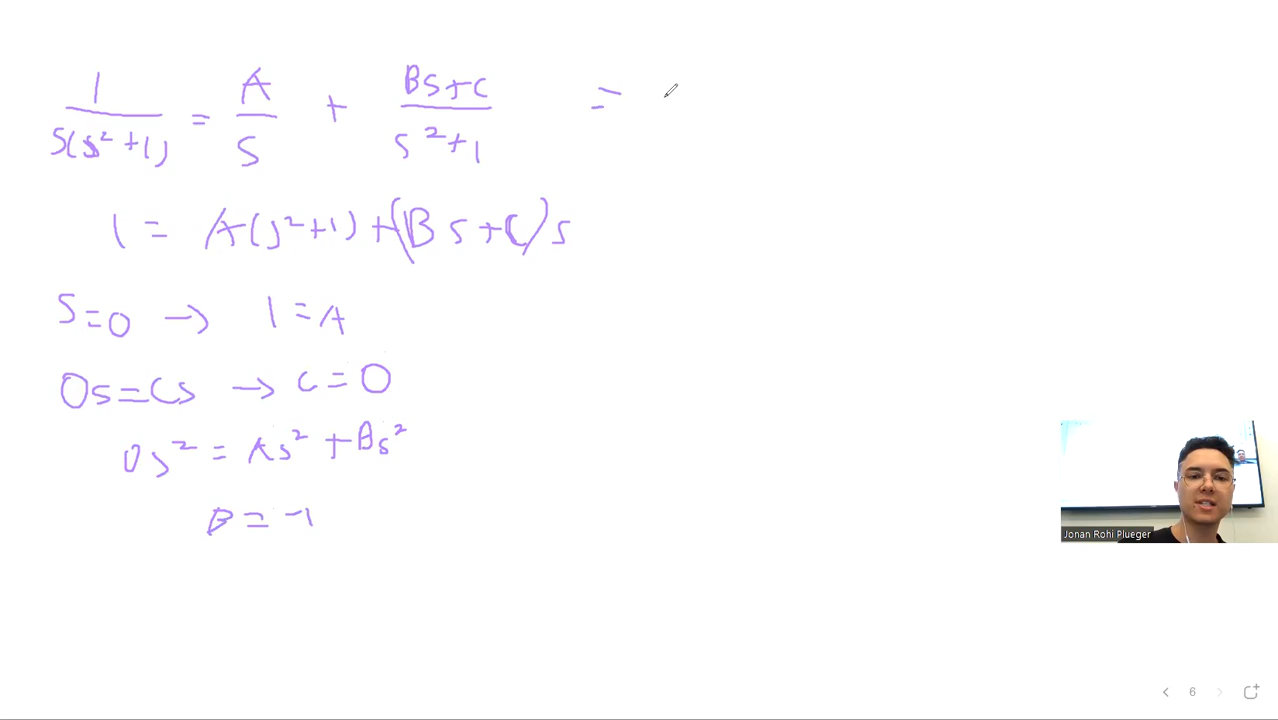 1/(s(s²+1)) = A/s + (Bs+C)/(s²+1) =
1 = A(s²+1) + (Bs+C)s
s=0 → 1=A
0s=Cs → c=0
0s² = As² + Bs²
B = -1
Jonan Rohi Plueger
6